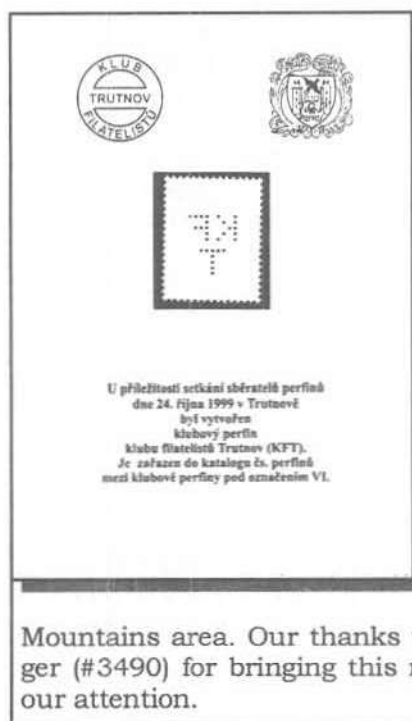 KLUB
TRUTNOV
FILATELISTŮ
KF
T
U příležitosti setkání sběratelů perfinů
dne 24. října 1999 v Trutnově
byl vytvořen
klubový perfin
klubu filatelistů Trutnov (KFT).
Je zařazen do katalogu čs. perfinů
mezi klubové perfiny pod označením VI.
Mountains area. Our thanks
ger (#3490) for bringing this
our attention.